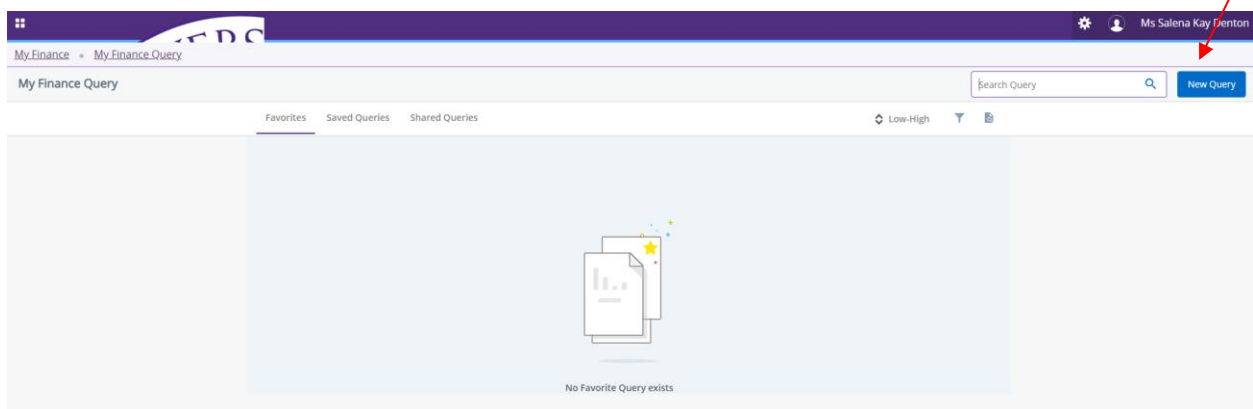 Ms Salena Kay Denton
My Finance • My Finance Query
My Finance Query
Search Query
New Query
Favorites Saved Queries Shared Queries
Low-High
No Favorite Query exists